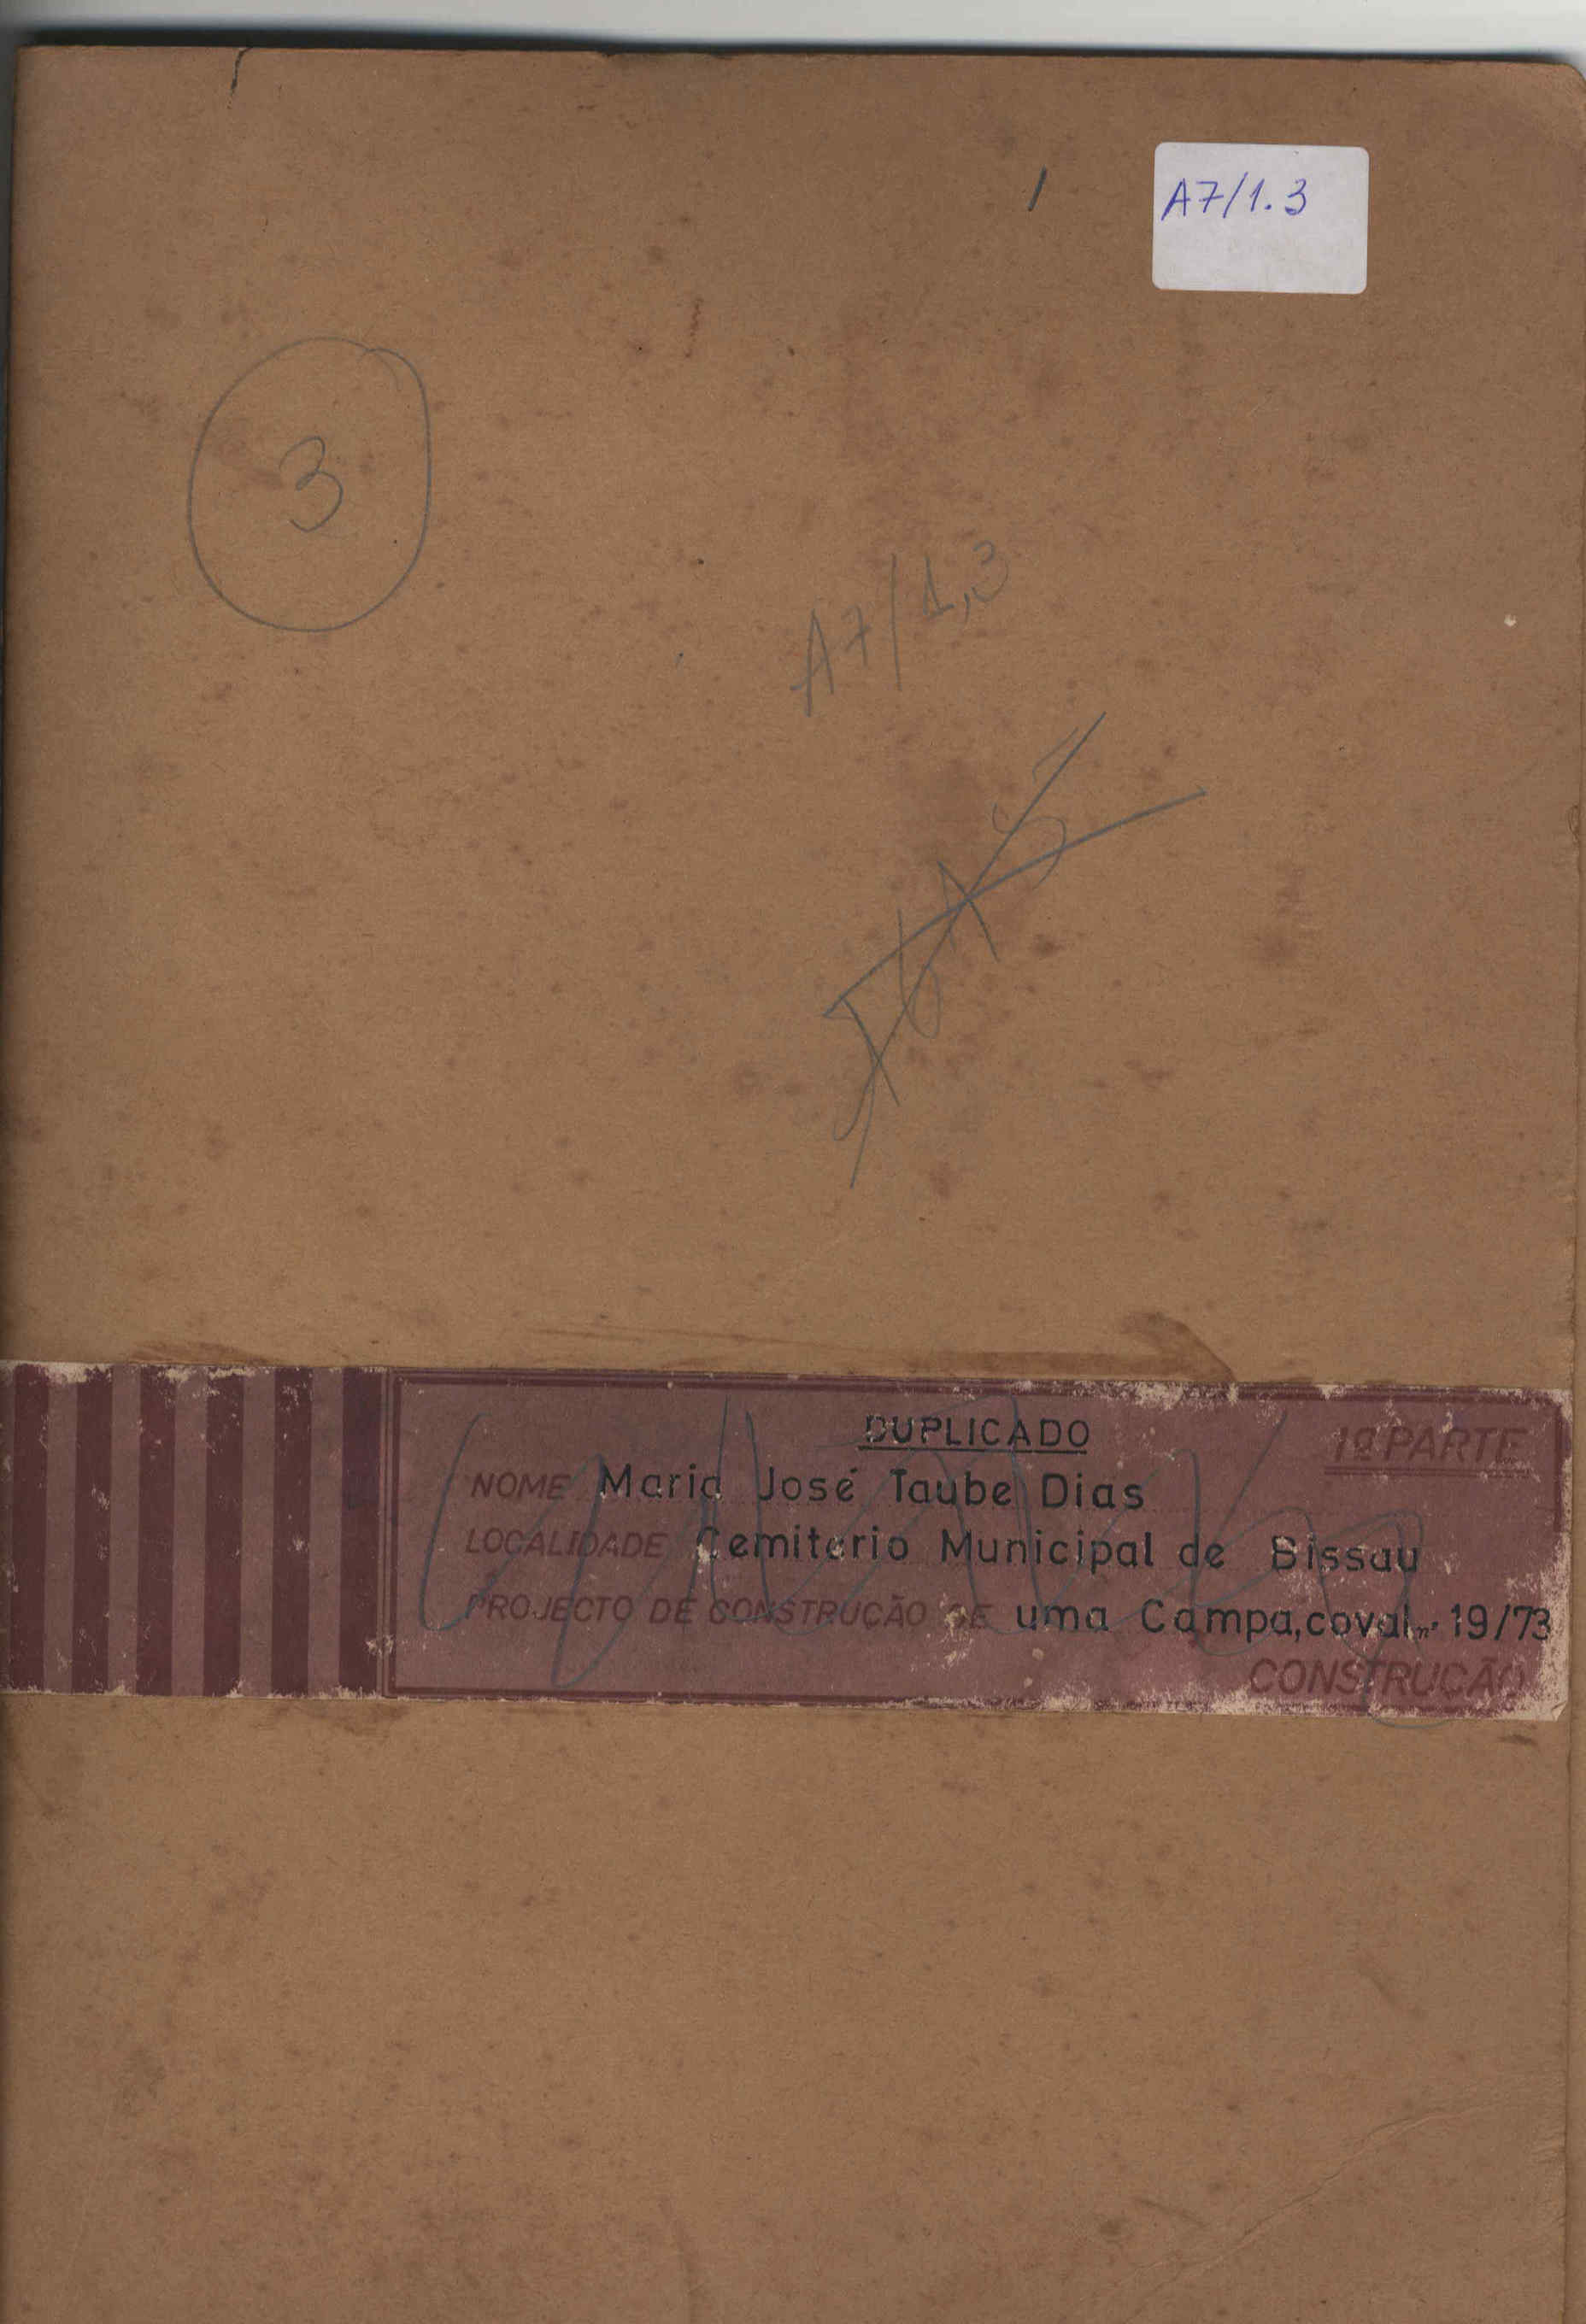 A7/1.3
3
A7/1,3
DUPLICADO
1ª PARTE
NOME Maria José Taube Dias
LOCALIDADE Cemiterio Municipal de Bissau
PROJECTO DE CONSTRUÇÃO DE uma Campa, coval nº 19/73
CONSTRUÇÃO